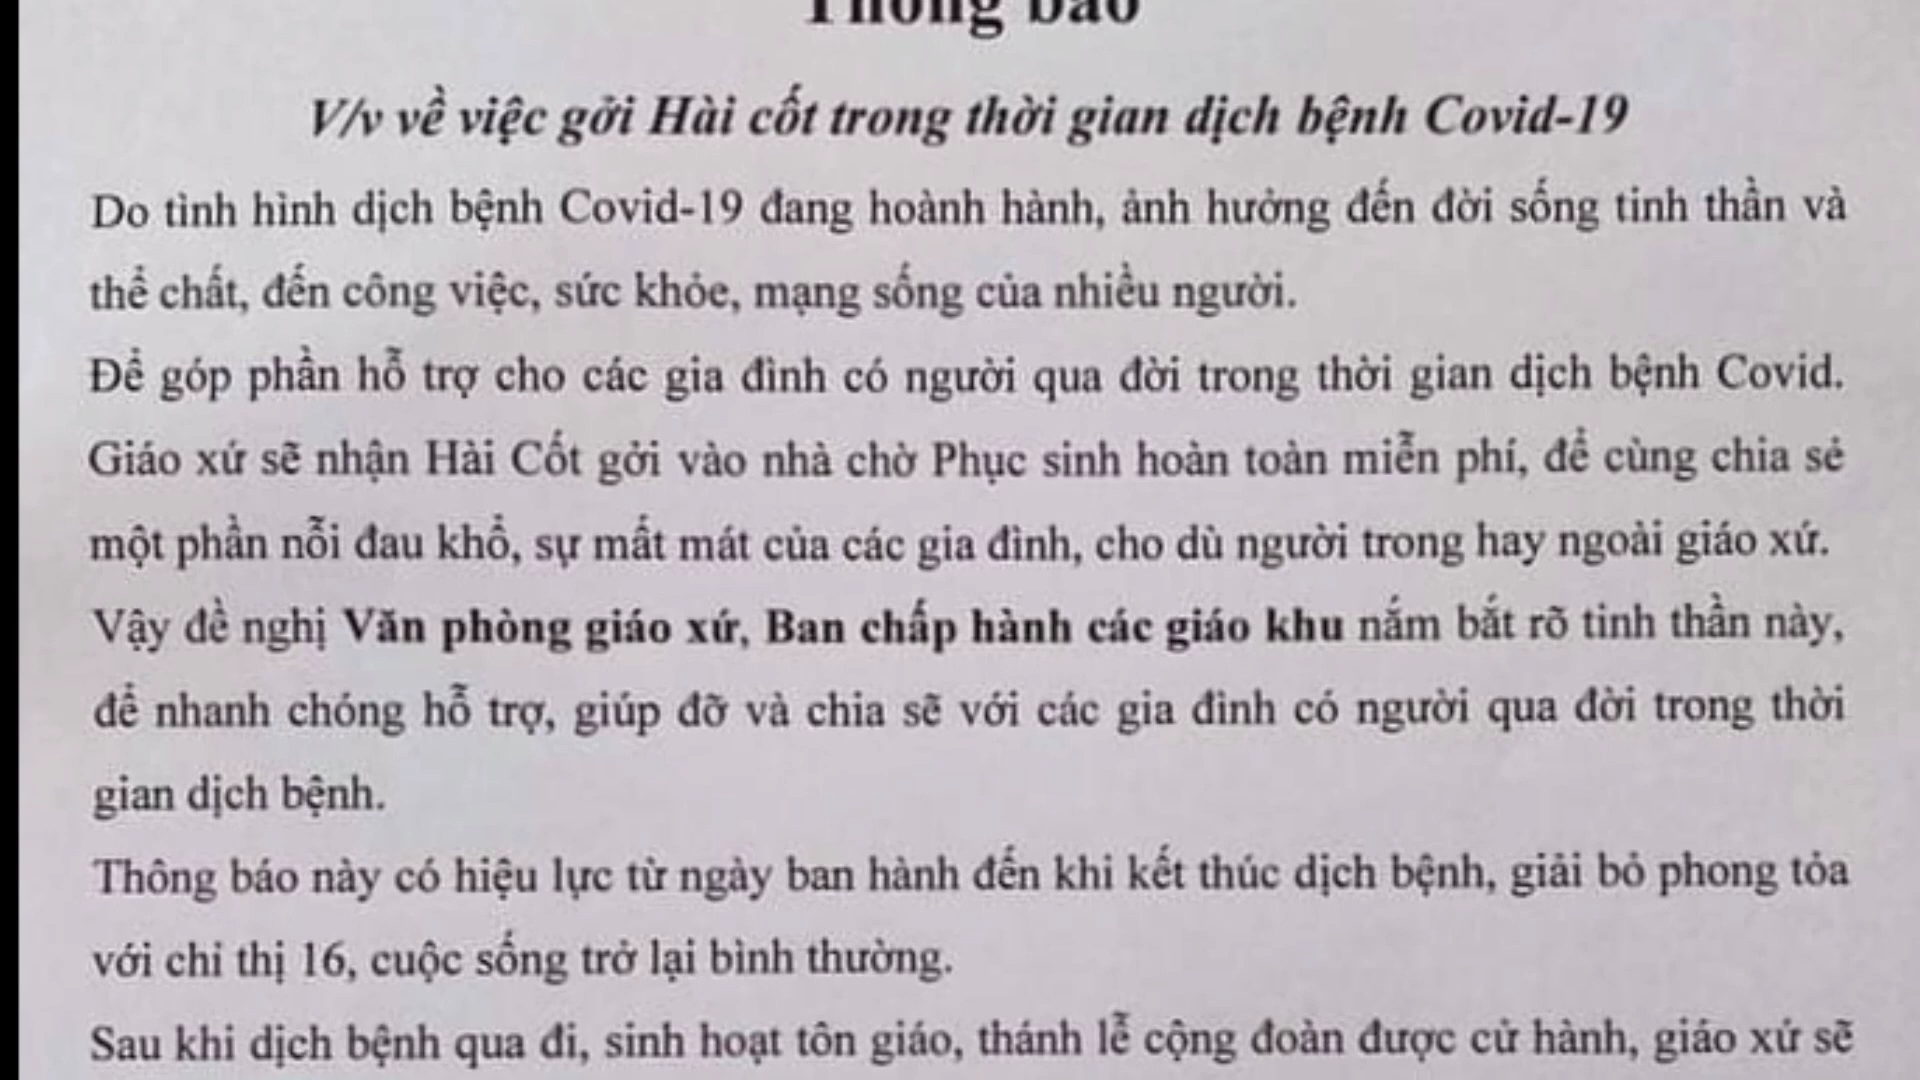 Thông báo
V/v về việc gởi Hài cốt trong thời gian dịch bệnh Covid-19
Do tình hình dịch bệnh Covid-19 đang hoành hành, ảnh hưởng đến đời sống tinh thần và
thể chất, đến công việc, sức khỏe, mạng sống của nhiều người.
Để góp phần hỗ trợ cho các gia đình có người qua đời trong thời gian dịch bệnh Covid.
Giáo xứ sẽ nhận Hài Cốt gởi vào nhà chờ Phục sinh hoàn toàn miễn phí, để cùng chia sẻ
một phần nỗi đau khổ, sự mất mát của các gia đình, cho dù người trong hay ngoài giáo xứ.
Vậy đề nghị Văn phòng giáo xứ, Ban chấp hành các giáo khu nắm bắt rõ tinh thần này,
để nhanh chóng hỗ trợ, giúp đỡ và chia sẽ với các gia đình có người qua đời trong thời
gian dịch bệnh.
Thông báo này có hiệu lực từ ngày ban hành đến khi kết thúc dịch bệnh, giải bỏ phong tỏa
với chỉ thị 16, cuộc sống trở lại bình thường.
Sau khi dịch bệnh qua đi, sinh hoạt tôn giáo, thánh lễ cộng đoàn được cử hành, giáo xứ sẽ